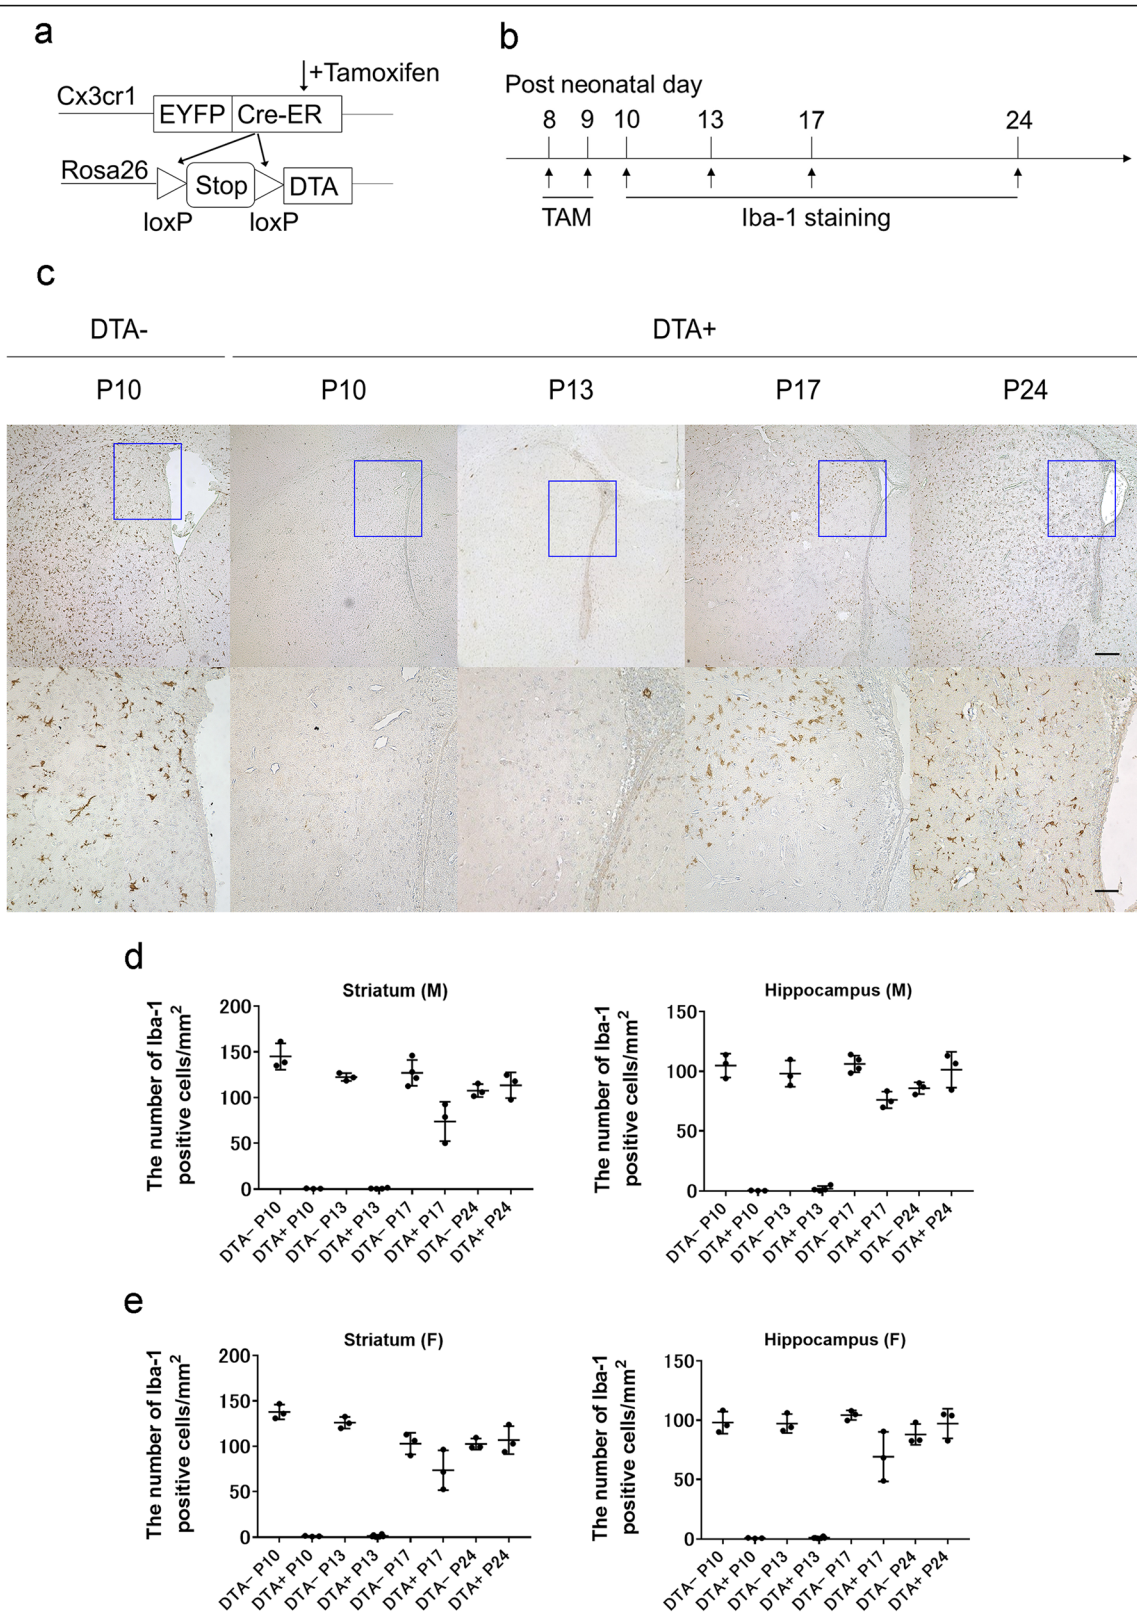 a
+Tamoxifen
Cx3cr1
EYFP
Cre-ER
Rosa26
Stop
DTA
loxP
loxP
b
Post neonatal day
8
9
10
13
17
24
TAM
Iba-1 staining
c
DTA-
DTA+
P10
P10
P13
P17
P24
d
Striatum (M)
The number of Iba-1
positive cells/mm2
200
150
100
50
0
DTA− P10
DTA+ P10
DTA− P13
DTA+ P13
DTA− P17
DTA+ P17
DTA− P24
DTA+ P24
Hippocampus (M)
The number of Iba-1
positive cells/mm2
150
100
50
0
DTA− P10
DTA+ P10
DTA− P13
DTA+ P13
DTA− P17
DTA+ P17
DTA− P24
DTA+ P24
e
Striatum (F)
The number of Iba-1
positive cells/mm2
200
150
100
50
0
DTA− P10
DTA+ P10
DTA− P13
DTA+ P13
DTA− P17
DTA+ P17
DTA− P24
DTA+ P24
Hippocampus (F)
The number of Iba-1
positive cells/mm2
150
100
50
0
DTA− P10
DTA+ P10
DTA− P13
DTA+ P13
DTA− P17
DTA+ P17
DTA− P24
DTA+ P24